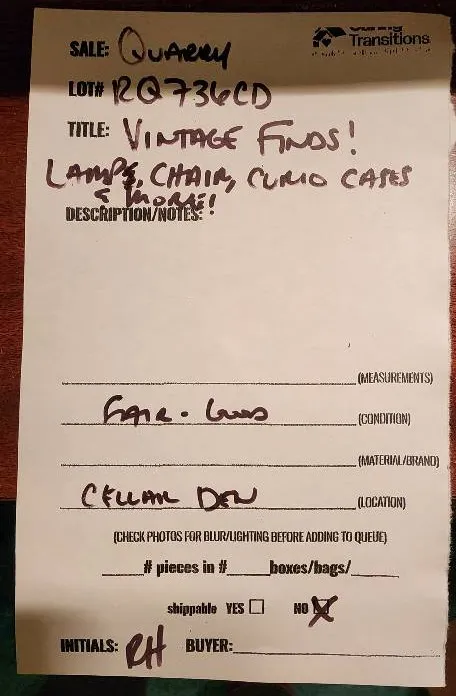 Caring
Transitions
SALE: QUARRY
LOT# RQ736CD
TITLE: VINTAGE FINDS!
LAMPS, CHAIR, CURIO CASES
& MORE!
DESCRIPTION/NOTES:
(MEASUREMENTS)
FAIR - GOOD (CONDITION)
(MATERIAL/BRAND)
CELLAR DEN (LOCATION)
(CHECK PHOTOS FOR BLUR/LIGHTING BEFORE ADDING TO QUEUE)
# pieces in # boxes/bags/
shippable YES NO
INITIALS: RH BUYER: